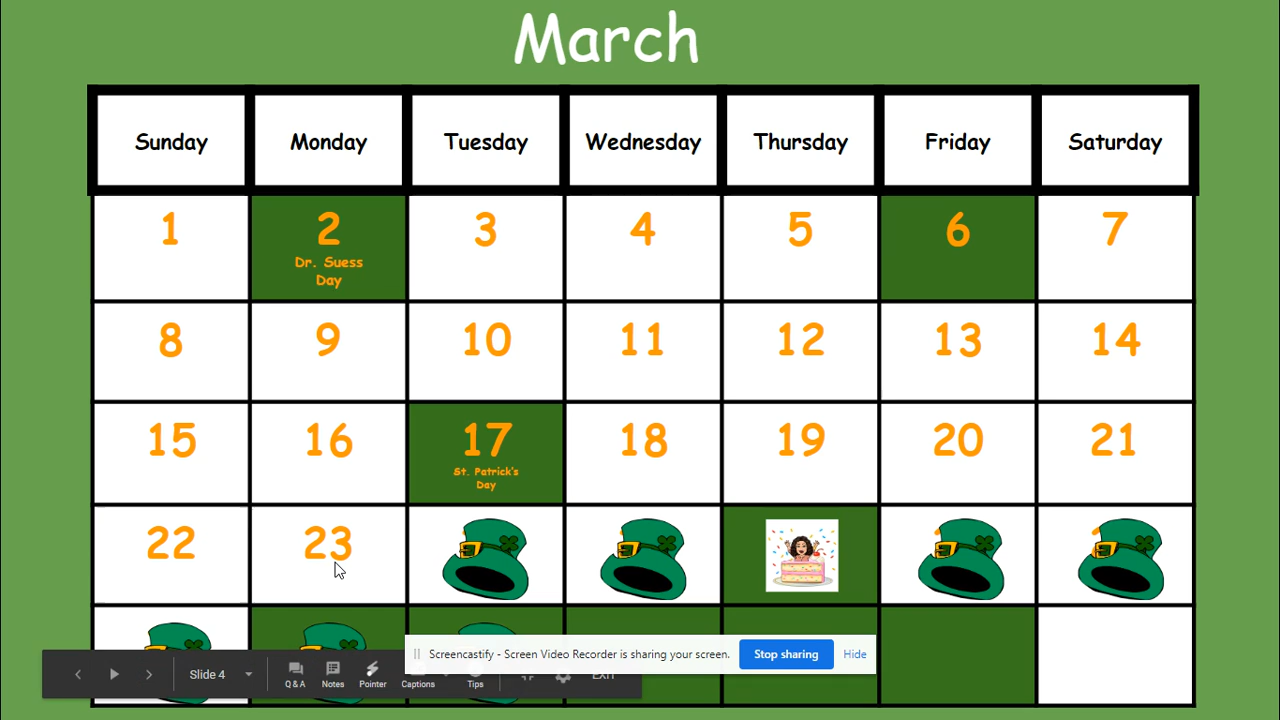 March
Sunday Monday Tuesday Wednesday Thursday Friday Saturday
1 2 3 4 5 6 7
Dr. Suess
Day
8 9 10 11 12 13 14
15 16 17 18 19 20 21
St. Patrick's
Day
22 23
Screencastify - Screen Video Recorder is sharing your screen. Stop sharing Hide
Slide 4 Q & A Notes Pointer Captions Tips EXIT